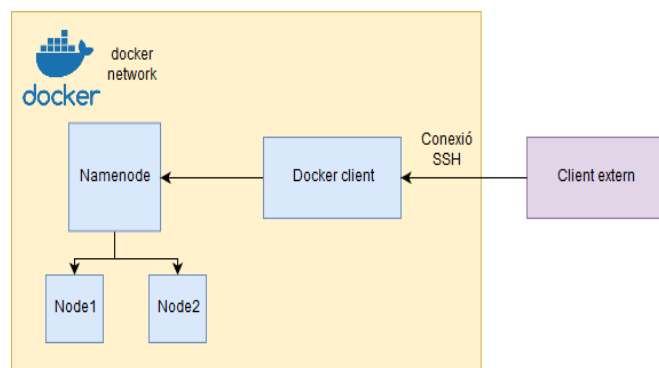 docker
docker
network
Namenode
Docker client
Conexió
SSH
Client extern
Node1
Node2